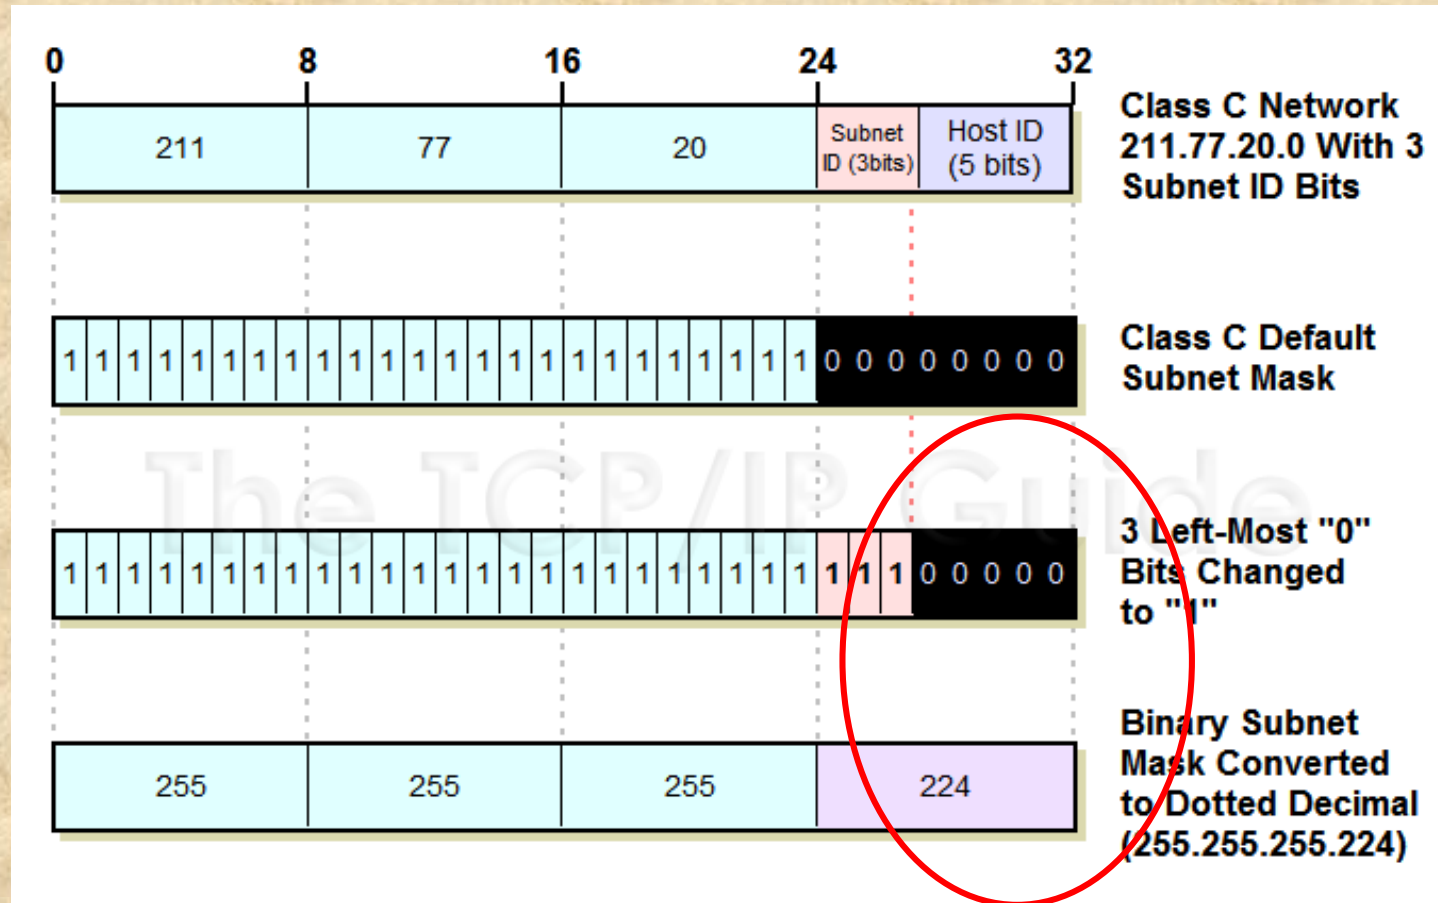 0 8 16 24 32
211 77 20 Subnet ID (3bits) Host ID (5 bits)
Class C Network
211.77.20.0 With 3
Subnet ID Bits
1 1 1 1 1 1 1 1 1 1 1 1 1 1 1 1 1 1 1 1 1 1 1 1 0 0 0 0 0 0 0 0
Class C Default
Subnet Mask
The TCP/IP Guide
1 1 1 1 1 1 1 1 1 1 1 1 1 1 1 1 1 1 1 1 1 1 1 1 1 1 1 0 0 0 0 0
3 Left-Most "0"
Bits Changed
to "1"
255 255 255 224
Binary Subnet
Mask Converted
to Dotted Decimal
(255.255.255.224)